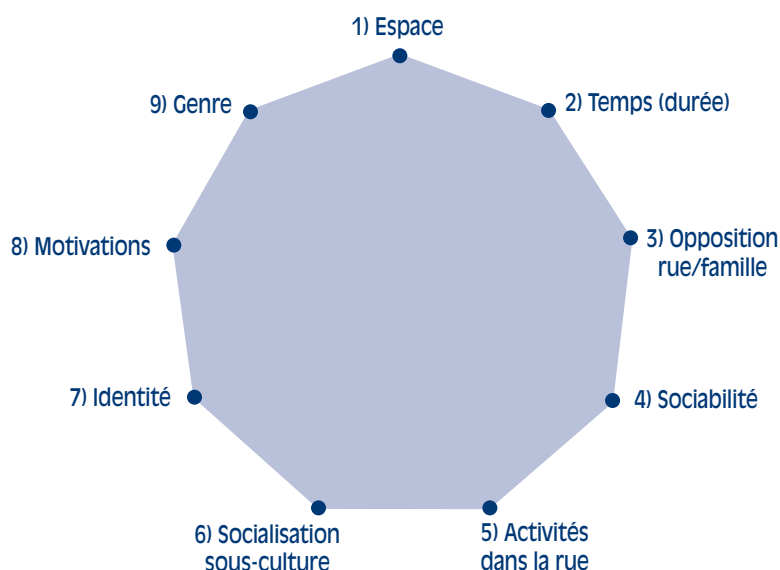 1) Espace
2) Temps (durée)
3) Opposition
rue/famille
4) Sociabilité
5) Activités
dans la rue
6) Socialisation
sous-culture
7) Identité
8) Motivations
9) Genre